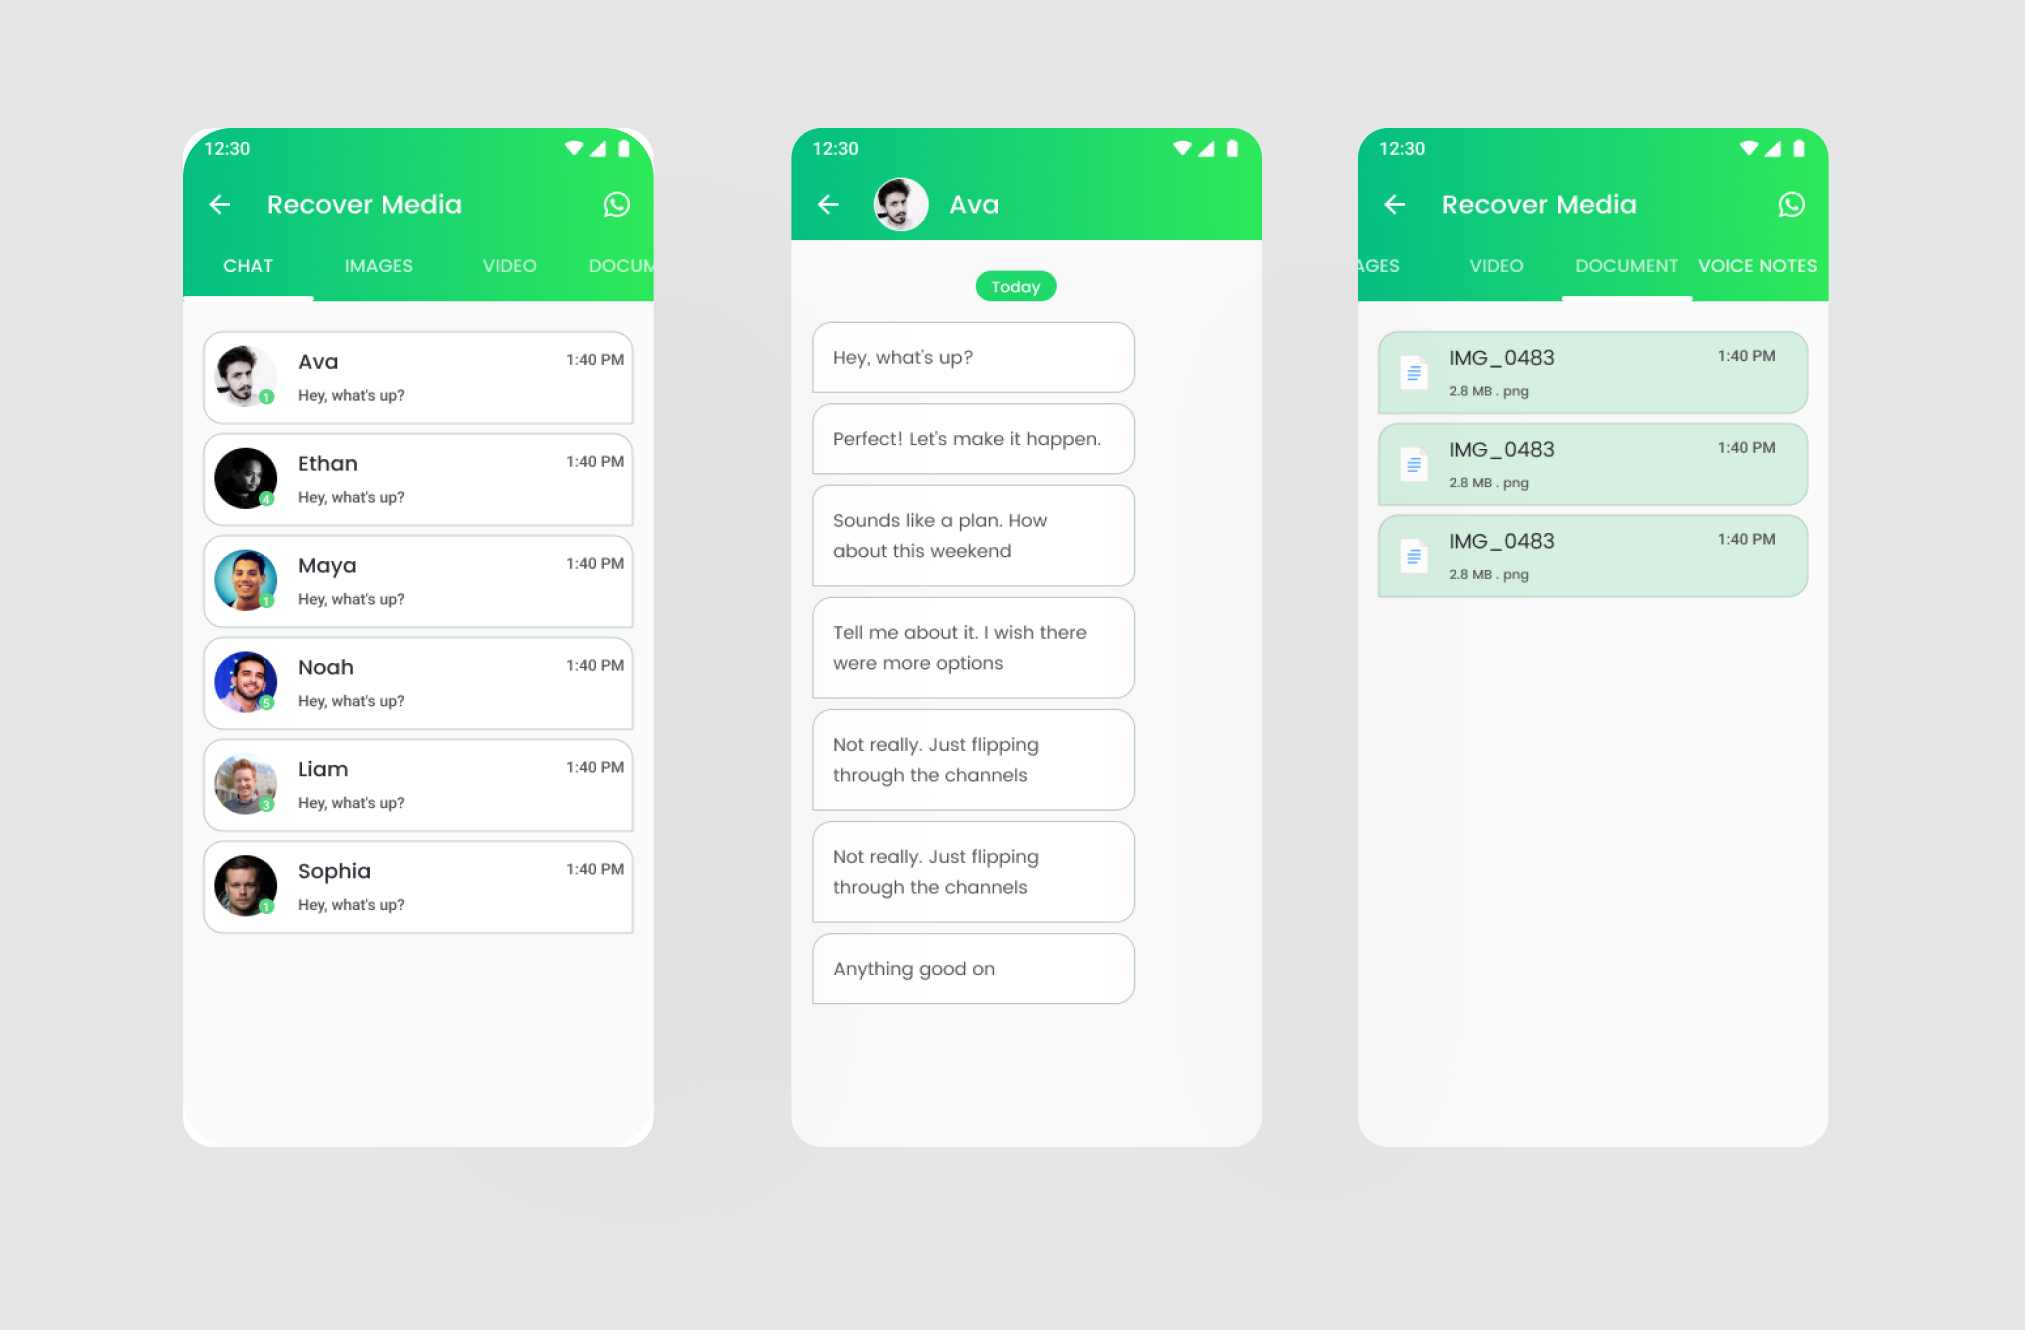 12:30
Recover Media
CHAT
IMAGES
VIDEO
DOCUM
Ava
1:40 PM
1
Hey, what's up?
Ethan
1:40 PM
4
Hey, what's up?
Maya
1:40 PM
1
Hey, what's up?
Noah
1:40 PM
5
Hey, what's up?
Liam
1:40 PM
3
Hey, what's up?
Sophia
1:40 PM
1
Hey, what's up?
12:30
Ava
Today
Hey, what's up?
Perfect! Let's make it happen.
Sounds like a plan. How
about this weekend
Tell me about it. I wish there
were more options
Not really. Just flipping
through the channels
Not really. Just flipping
through the channels
Anything good on
12:30
Recover Media
AGES
VIDEO
DOCUMENT
VOICE NOTES
IMG_0483
1:40 PM
2.8 MB . png
IMG_0483
1:40 PM
2.8 MB . png
IMG_0483
1:40 PM
2.8 MB . png